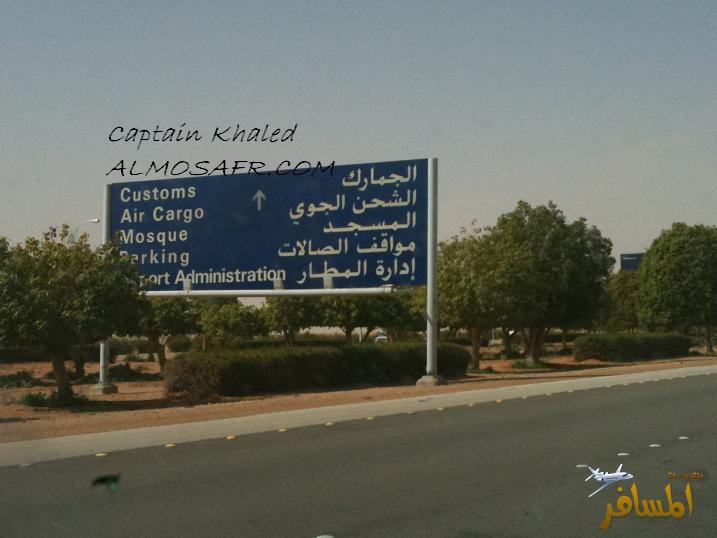 Captain Khaled
ALMOSAFR.COM
Customs
Air Cargo
Mosque
Parking
Airport Administration
الجمارك
الشحن الجوي
المسجد
مواقف الصالات
إدارة المطار
المسافر